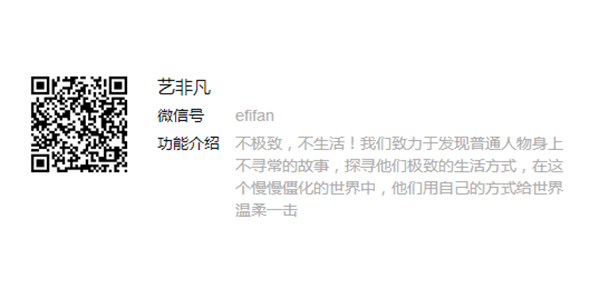 艺非凡
微信号 efifan
功能介绍 不极致，不生活！我们致力于发现普通人物身上
不寻常的故事，探寻他们极致的生活方式，在这
个慢慢僵化的世界中，他们用自己的方式给世界
温柔一击